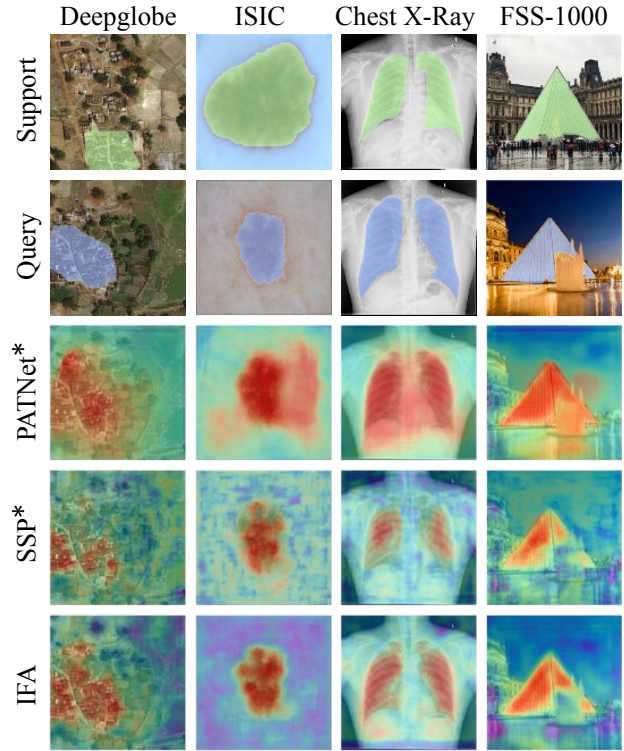 Deepglobe ISIC Chest X-Ray FSS-1000
Support
Query
PATNet*
SSP*
IFA